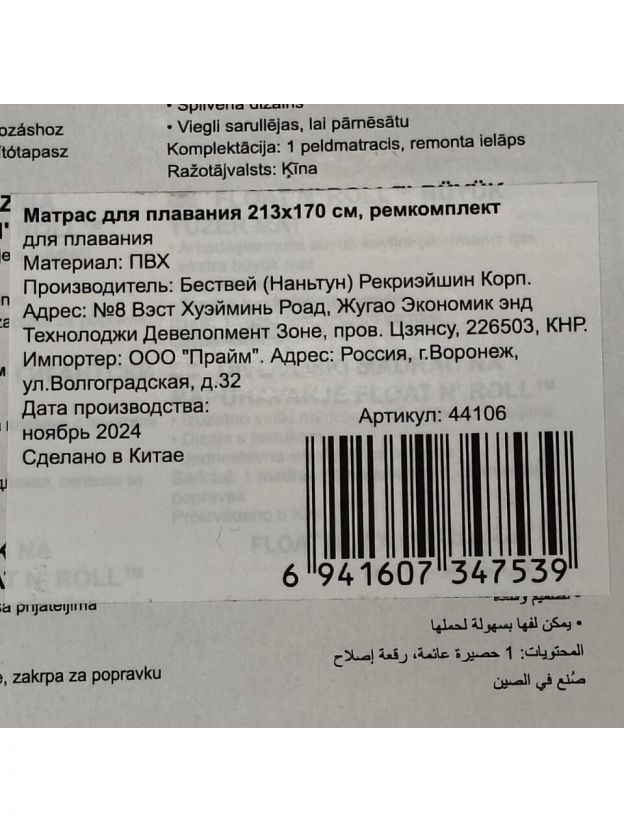 ozáshoz
ítótapasz
• Viegli sarullējas, lai pārnēsātu
Komplektācija: 1 peldmatracis, remonta ielāps
Ražotājvalsts: Ķīna
Матрас для плавания 213х170 см, ремкомплект
для плавания
Материал: ПВХ
Производитель: Бествей (Наньтун) Рекриэйшин Корп.
Адрес: №8 Вэст Хуэйминь Роад, Жугао Экономик энд
Технолоджи Девелопмент Зоне, пров. Цзянсу, 226503, КНР.
Импортер: ООО "Прайм". Адрес: Россия, г.Воронеж,
ул.Волгоградская, д.32
Дата производства:
ноябрь 2024
Сделано в Китае
Артикул: 44106
6 941607 347539
NA
T N' ROLL™
sa prijateljima
, zakrpa za popravku
• يمكن لفها بسهولة لحملها
المحتويات: 1 حصيرة عائمة، رقعة إصلاح
صُنع في الصين